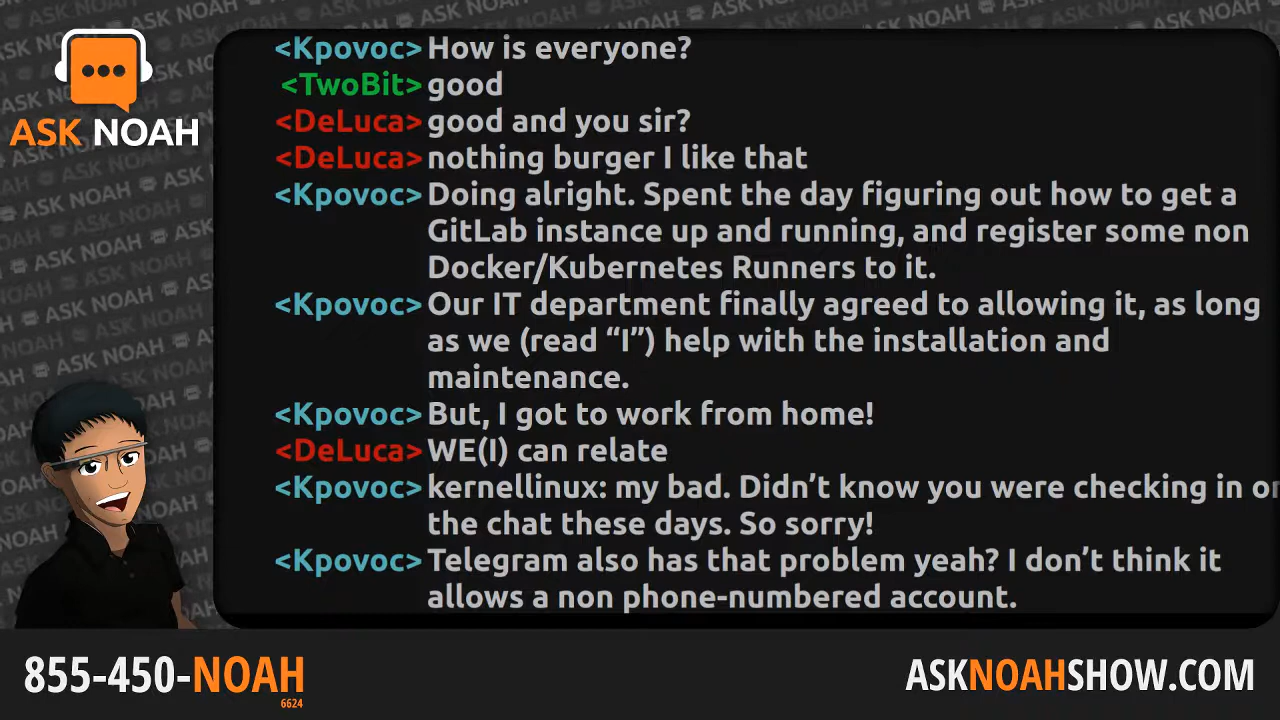 ASK NOAH
<Kpovoc> How is everyone?
<TwoBit> good
<DeLuca> good and you sir?
<DeLuca> nothing burger I like that
<Kpovoc> Doing alright. Spent the day figuring out how to get a
GitLab instance up and running, and register some non
Docker/Kubernetes Runners to it.
<Kpovoc> Our IT department finally agreed to allowing it, as long
as we (read “I”) help with the installation and
maintenance.
<Kpovoc> But, I got to work from home!
<DeLuca> WE(I) can relate
<Kpovoc> kernellinux: my bad. Didn’t know you were checking in
the chat these days. So sorry!
<Kpovoc> Telegram also has that problem yeah? I don’t think it
allows a non phone-numbered account.
855-450-NOAH
6624
ASKNOAHSHOW.COM